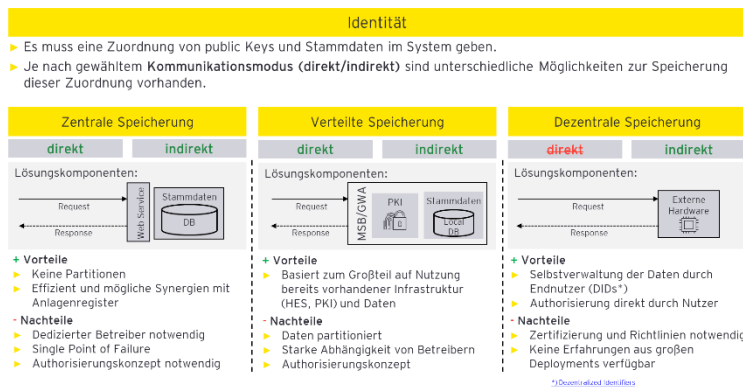 Identität
Es muss eine Zuordnung von public Keys und Stammdaten im System geben.
Je nach gewähltem Kommunikationsmodus (direkt/indirekt) sind unterschiedliche Möglichkeiten zur Speicherung
dieser Zuordnung vorhanden.
Zentrale Speicherung
direkt
indirekt
Lösungskomponenten:
Request
Response
Web Service
Stammdaten
DB
+ Vorteile
Keine Partitionen
Effizient und mögliche Synergien mit
Anlagenregister
- Nachteile
Dedizierter Betreiber notwendig
Single Point of Failure
Authorisierungskonzept notwendig
Verteilte Speicherung
direkt
indirekt
Lösungskomponenten:
Request
Response
MSB/GWA
PKI
Stammdaten
Local
DB
+ Vorteile
Basiert zum Großteil auf Nutzung
bereits vorhandener Infrastruktur
(HES, PKI) und Daten
- Nachteile
Daten partitioniert
Starke Abhängigkeit von Betreibern
Authorisierungskonzept
Dezentrale Speicherung
direkt
indirekt
Lösungskomponenten:
Request
Response
Externe
Hardware
+ Vorteile
Selbstverwaltung der Daten durch
Endnutzer (DIDs*)
Authorisierung direkt durch Nutzer
- Nachteile
Zertifizierung und Richtlinien notwendig
Keine Erfahrungen aus großen
Deployments verfügbar
*) Dezentralized Identifiers